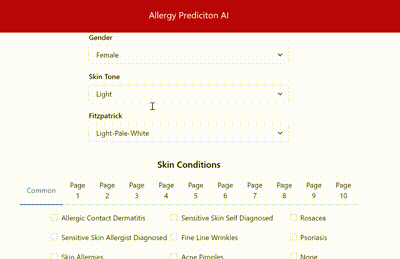 Allergy Prediciton AI
Gender
Female
Skin Tone
Light
Fitzpatrick
Light-Pale-White
Skin Conditions
Common Page 1 Page 2 Page 3 Page 4 Page 5 Page 6 Page 7 Page 8 Page 9 Page 10
Allergic Contact Dermatitis Sensitive Skin Self Diagnosed Rosacea
Sensitive Skin Allergist Diagnosed Fine Line Wrinkles Psoriasis
Skin Allergies Acne Pimples None